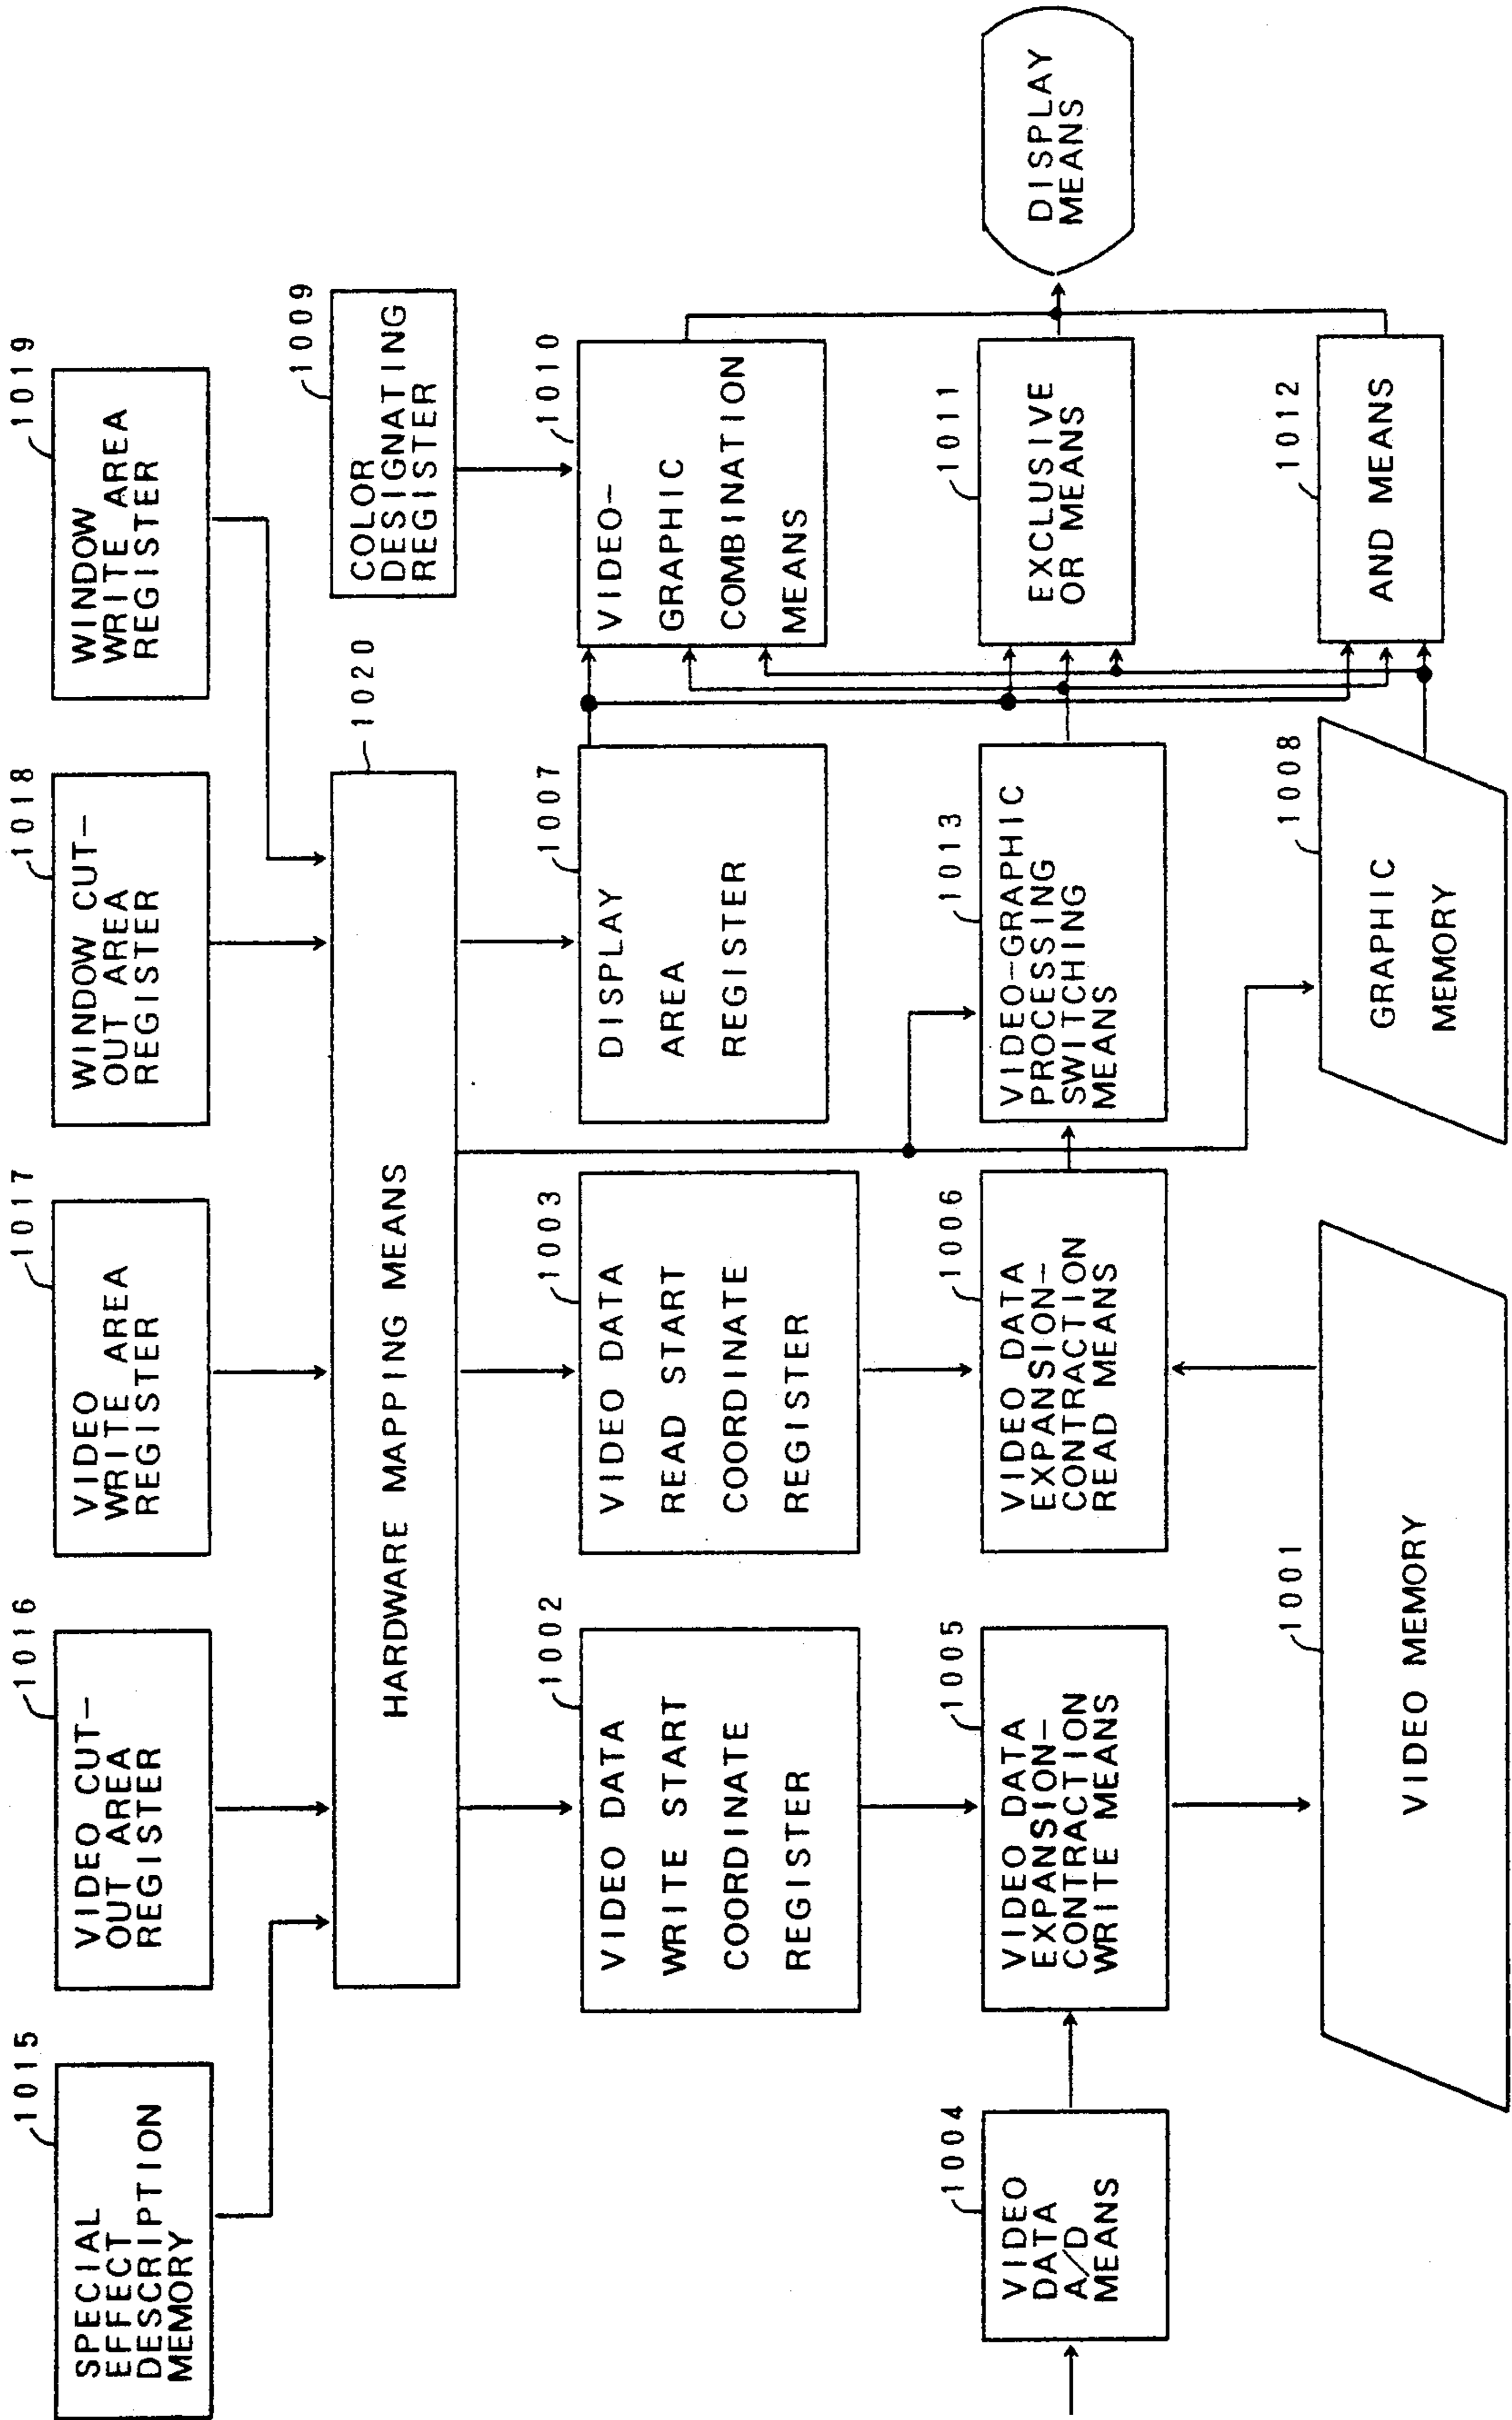 1015
SPECIAL
EFFECT
DESCRIPTION
MEMORY
1016
VIDEO CUT-
OUT AREA
REGISTER
1017
VIDEO
WRITE AREA
REGISTER
1018
WINDOW CUT-
OUT AREA
REGISTER
1019
WINDOW
WRITE AREA
REGISTER
1020
HARDWARE MAPPING MEANS
1009
COLOR
DESIGNATING
REGISTER
1002
VIDEO DATA
WRITE START
COORDINATE
REGISTER
1003
VIDEO DATA
READ START
COORDINATE
REGISTER
1007
DISPLAY
AREA
REGISTER
1010
VIDEO-
GRAPHIC
COMBINATION
MEANS
1004
VIDEO
DATA
A/D
MEANS
1005
VIDEO DATA
EXPANSION-
CONTRACTION
WRITE MEANS
1006
VIDEO DATA
EXPANSION-
CONTRACTION
READ MEANS
1013
VIDEO-GRAPHIC
PROCESSING
SWITCHING
MEANS
1011
EXCLUSIVE
OR MEANS
DISPLAY
MEANS
1001
VIDEO MEMORY
1008
GRAPHIC
MEMORY
1012
AND MEANS